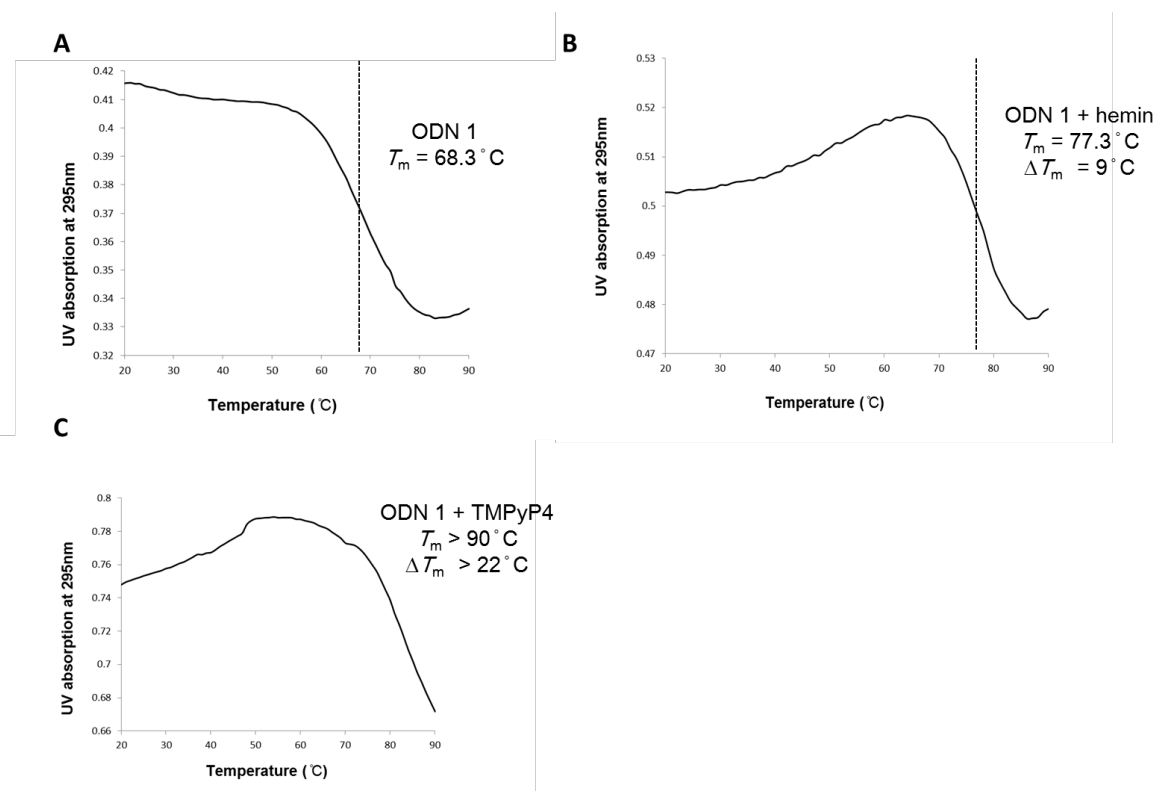 A
UV absorption at 295nm
0.42
0.41
0.4
0.39
0.38
0.37
0.36
0.35
0.34
0.33
0.32
20 30 40 50 60 70 80 90
Temperature (℃)
ODN 1
Tm = 68.3°C
B
UV absorption at 295nm
0.53
0.52
0.51
0.5
0.49
0.48
0.47
20 30 40 50 60 70 80 90
Temperature (℃)
ODN 1 + hemin
Tm = 77.3°C
ΔTm = 9°C
C
UV absorption at 295nm
0.8
0.78
0.76
0.74
0.72
0.7
0.68
0.66
20 30 40 50 60 70 80 90
Temperature (℃)
ODN 1 + TMPyP4
Tm > 90°C
ΔTm > 22°C